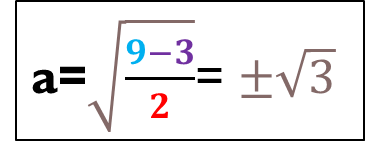 a=√((9−3)/2)= ±√3